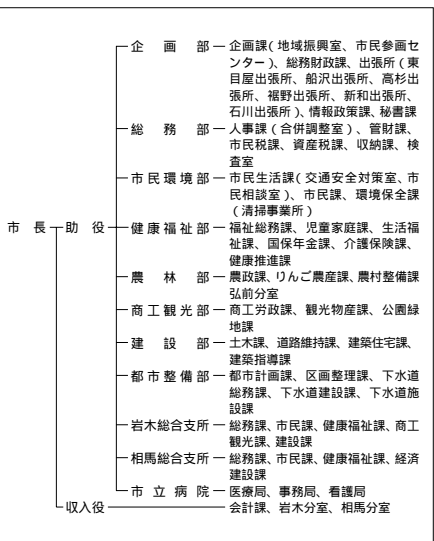 企画部 企画課(地域振興室、市民参画セ
ンター)、総務財政課、出張所(東
目屋出張所、船沢出張所、高杉出
張所、裾野出張所、新和出張所、
石川出張所)、情報政策課、秘書課
総務部 人事課(合併調整室)、管財課、
市民税課、資産税課、収納課、検
査室
市民環境部 市民生活課(交通安全対策室、市
民相談室)、市民課、環境保全課
(清掃事業所)
市長 助役 健康福祉部 福祉総務課、児童家庭課、生活福
祉課、国保年金課、介護保険課、
健康推進課
農林部 農政課、りんご農産課、農村整備課
弘前分室
商工観光部 商工労政課、観光物産課、公園緑
地課
建設部 土木課、道路維持課、建築住宅課、
建築指導課
都市整備部 都市計画課、区画整理課、下水道
総務課、下水道建設課、下水道施
設課
岩木総合支所 総務課、市民課、健康福祉課、商工
観光課、建設課
相馬総合支所 総務課、市民課、健康福祉課、経済
建設課
市立病院 医療局、事務局、看護局
収入役 会計課、岩木分室、相馬分室